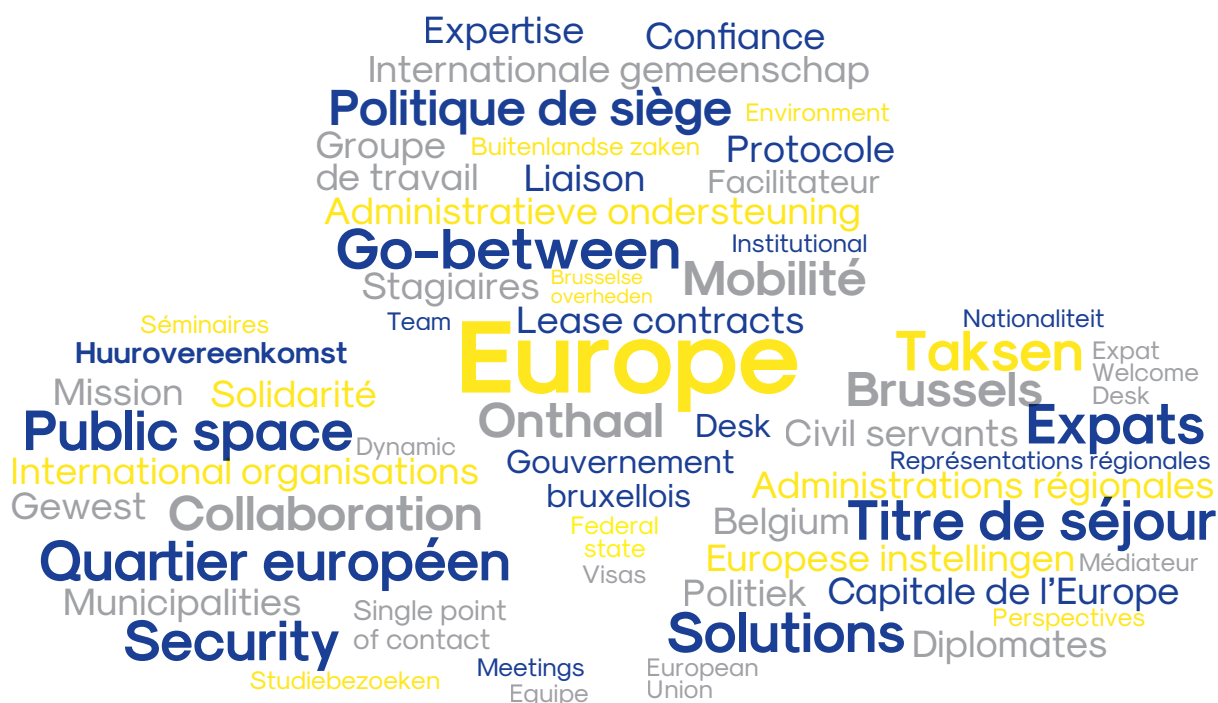 Expertise Confiance
Internationale gemeenschap
Politique de siège Environment
Groupe
de travail
Buitenlandse zaken Protocole
Liaison Facilitateur
Administratieve ondersteuning
Go-between Institutional
Stagiaires
Brusselse
overheden
Mobilité
Séminaires Team Lease contracts Nationaliteit
Huurovereenkomst Europe Taksen
Expat
Welcome
Desk
Mission Solidarité Brussels
Public space Onthaal Desk Civil servants Expats
Dynamic
International organisations
Gouvernement
bruxellois
Représentations régionales
Administrations régionales
Gewest Collaboration
Federal
state
Belgium Titre de séjour
Quartier européen Europese instellingen Médiateur
Visas
Municipalities
Single point
of contact
Politiek Capitale de l’Europe
Security Solutions Perspectives
Diplomates
Studiebezoeken Meetings
Equipe
European
Union